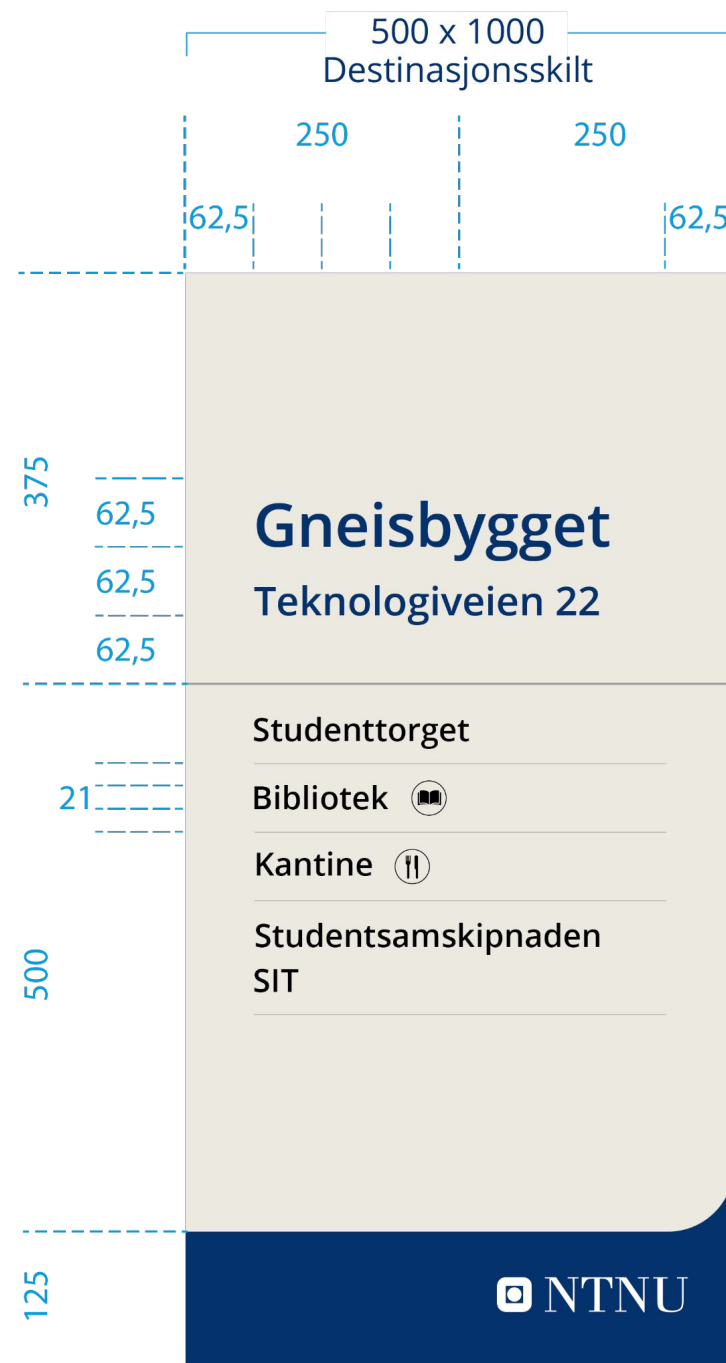 500 x 1000
Destinasjonsskilt
250 250
62,5 62,5
375
62,5
62,5
62,5
Gneisbygget
Teknologiveien 22
Studenttorget
21
Bibliotek
Kantine
500
Studentsamskipnaden
SIT
125
NTNU